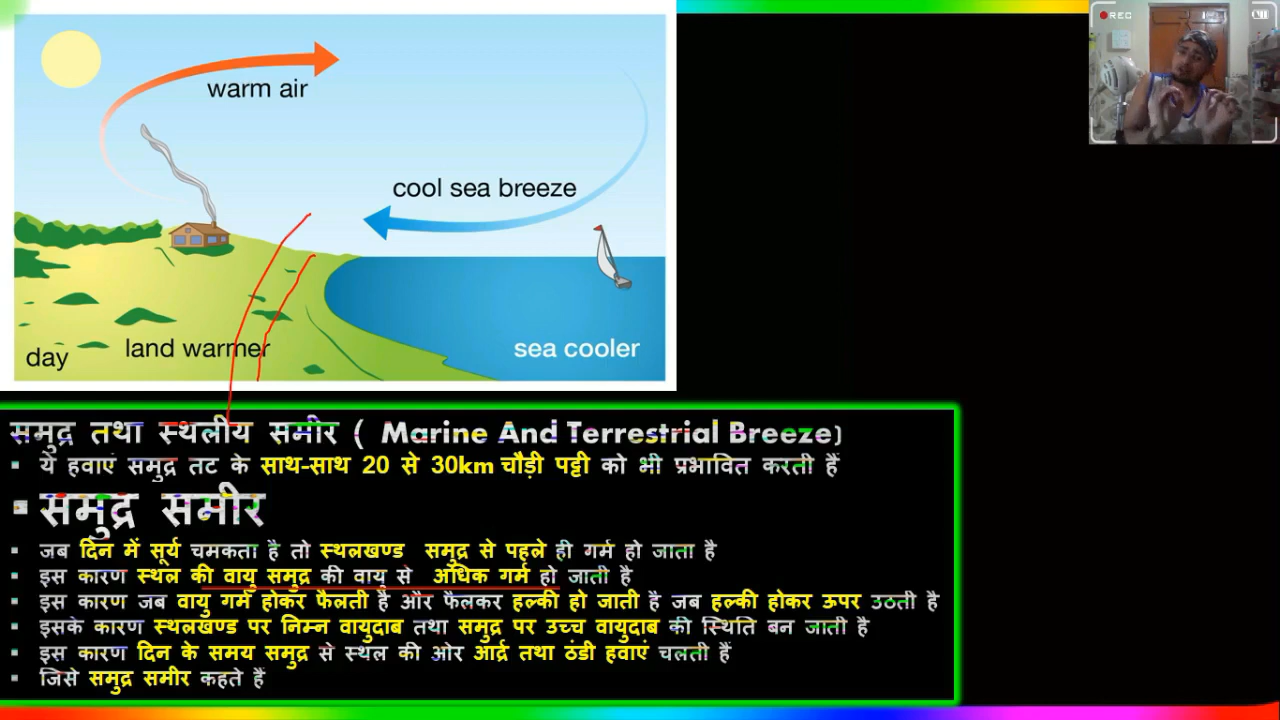 REC
warm air
cool sea breeze
land warmer
day
sea cooler
समुद्र तथा स्थलीय समीर ( Marine And Terrestrial Breeze)
▪ ये हवाएं समुद्र तट के साथ-साथ 20 से 30km चौड़ी पट्टी को भी प्रभावित करती हैं
▪ समुद्र समीर
▪ जब दिन में सूर्य चमकता है तो स्थलखण्ड समुद्र से पहले ही गर्म हो जाता है
▪ इस कारण स्थल की वायु समुद्र की वायु से अधिक गर्म हो जाती है
▪ इस कारण जब वायु गर्म होकर फैलती है और फैलकर हल्की हो जाती है जब हल्की होकर ऊपर उठती है
▪ इसके कारण स्थलखण्ड पर निम्न वायुदाब तथा समुद्र पर उच्च वायुदाब की स्थिति बन जाती है
▪ इस कारण दिन के समय समुद्र से स्थल की ओर आर्द्र तथा ठंडी हवाएं चलती हैं
▪ जिसे समुद्र समीर कहते हैं